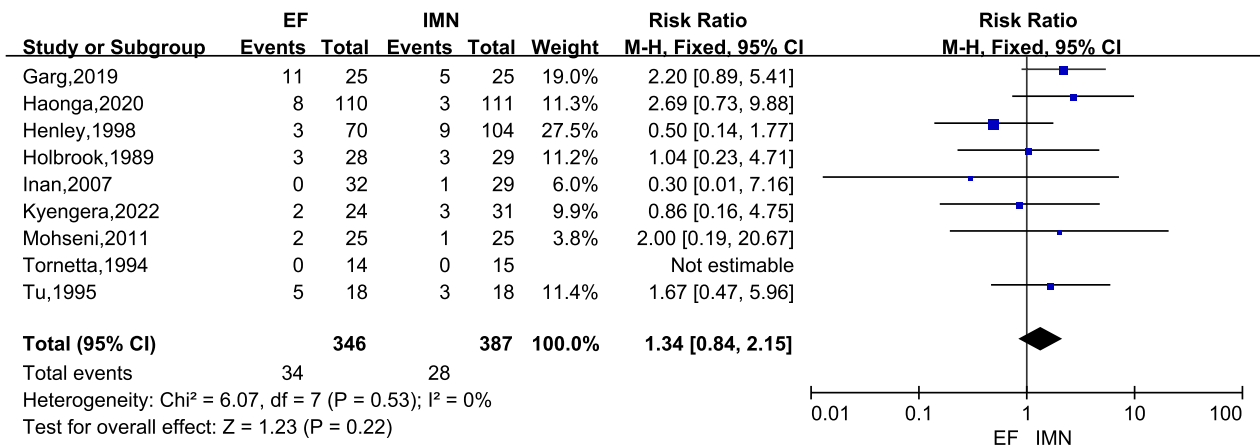 EF IMN Risk Ratio Risk Ratio
Study or Subgroup Events Total Events Total Weight M-H, Fixed, 95% CI M-H, Fixed, 95% CI
Garg,2019 11 25 5 25 19.0% 2.20 [0.89, 5.41]
Haonga,2020 8 110 3 111 11.3% 2.69 [0.73, 9.88]
Henley,1998 3 70 9 104 27.5% 0.50 [0.14, 1.77]
Holbrook,1989 3 28 3 29 11.2% 1.04 [0.23, 4.71]
Inan,2007 0 32 1 29 6.0% 0.30 [0.01, 7.16]
Kyengera,2022 2 24 3 31 9.9% 0.86 [0.16, 4.75]
Mohseni,2011 2 25 1 25 3.8% 2.00 [0.19, 20.67]
Tornetta,1994 0 14 0 15 Not estimable
Tu,1995 5 18 3 18 11.4% 1.67 [0.47, 5.96]
Total (95% CI) 346 387 100.0% 1.34 [0.84, 2.15]
Total events 34 28
Heterogeneity: Chi² = 6.07, df = 7 (P = 0.53); I² = 0%
Test for overall effect: Z = 1.23 (P = 0.22)
0.01 0.1 1 10 100
EF IMN